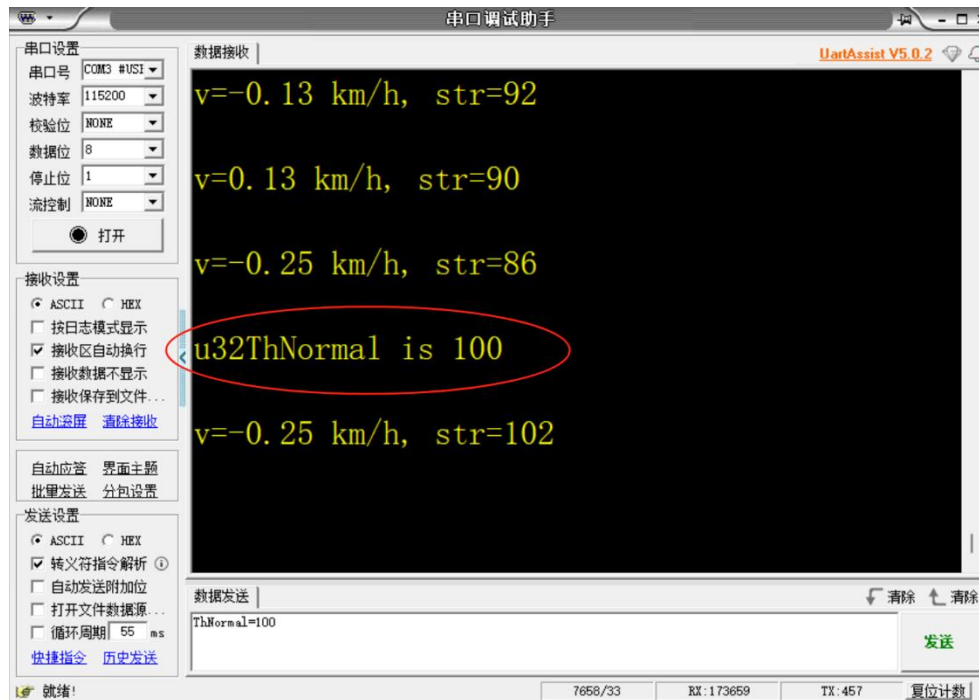 串口调试助手
串口设置
串口号 COM3 #USI
波特率 115200
校验位 NONE
数据位 8
停止位 1
流控制 NONE
打开
接收设置
ASCII HEX
按日志模式显示
接收区自动换行
接收数据不显示
接收保存到文件...
自动滚屏 清除接收
自动应答 界面主题
批量发送 分包设置
发送设置
ASCII HEX
转义符指令解析
自动发送附加位
打开文件数据源...
循环周期 55 ms
快捷指令 历史发送
数据接收 UartAssist V5.0.2
v=-0.13 km/h, str=92
v=0.13 km/h, str=90
v=-0.25 km/h, str=86
u32ThNormal is 100
v=-0.25 km/h, str=102
数据发送 清除 清除
ThNormal=100
发送
就绪! 7658/33 RX:173659 TX:457 复位计数